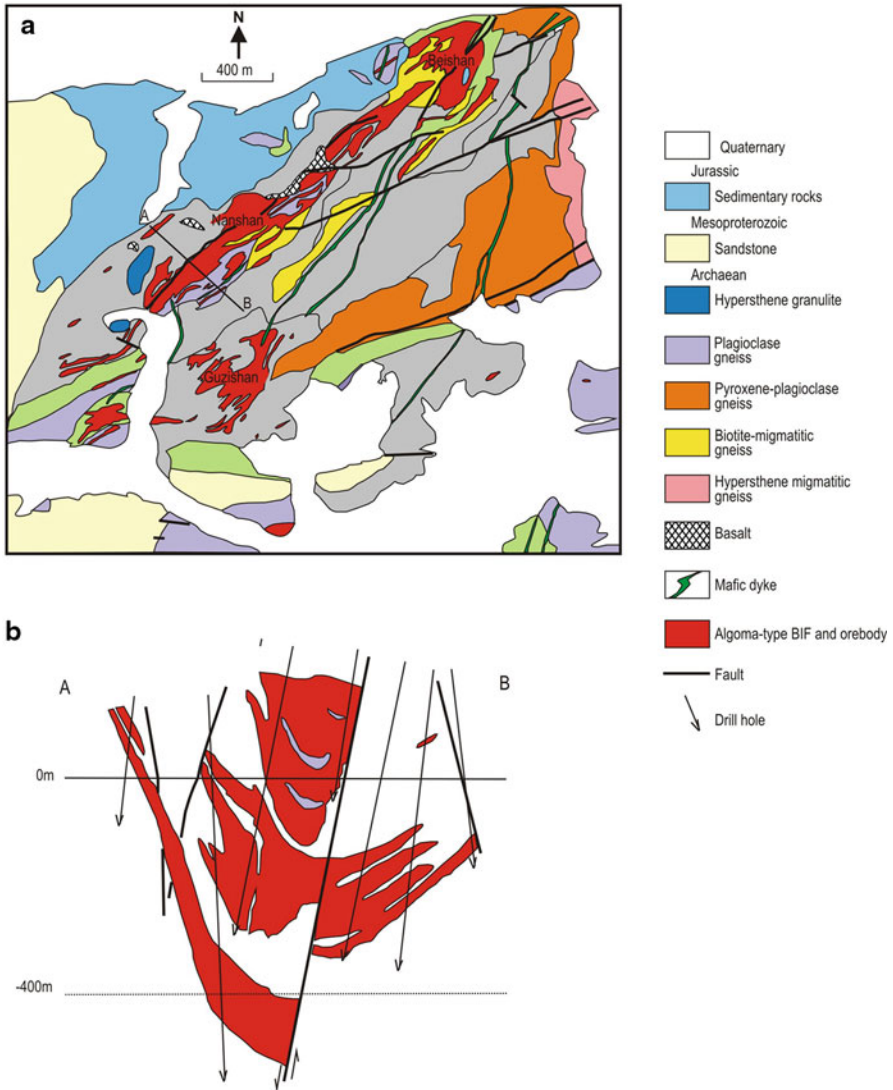 a
N
400 m
Beishan
A
Nanshan
B
Guzishan
Quaternary
Jurassic
Sedimentary rocks
Mesoproterozoic
Sandstone
Archaean
Hypersthene granulite
Plagioclase
gneiss
Pyroxene-plagioclase
gneiss
Biotite-migmatitic
gneiss
Hypersthene migmatitic
gneiss
Basalt
Mafic dyke
Algoma-type BIF and orebody
Fault
Drill hole
b
A
B
0m
-400m